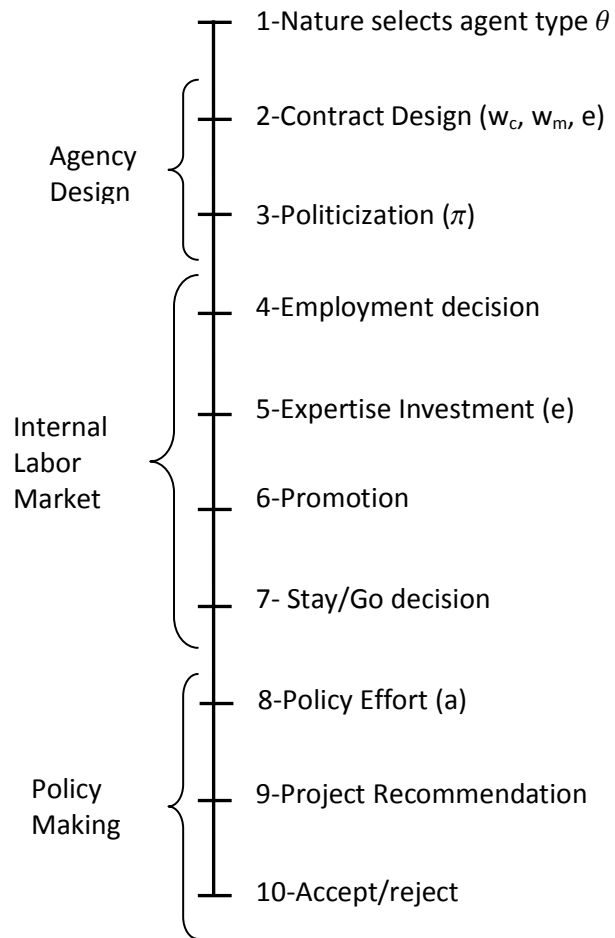 1-Nature selects agent type θ
2-Contract Design (wc, wm, e)
Agency
Design
3-Politicization (π)
4-Employment decision
5-Expertise Investment (e)
Internal
Labor
Market
6-Promotion
7- Stay/Go decision
8-Policy Effort (a)
Policy
Making
9-Project Recommendation
10-Accept/reject